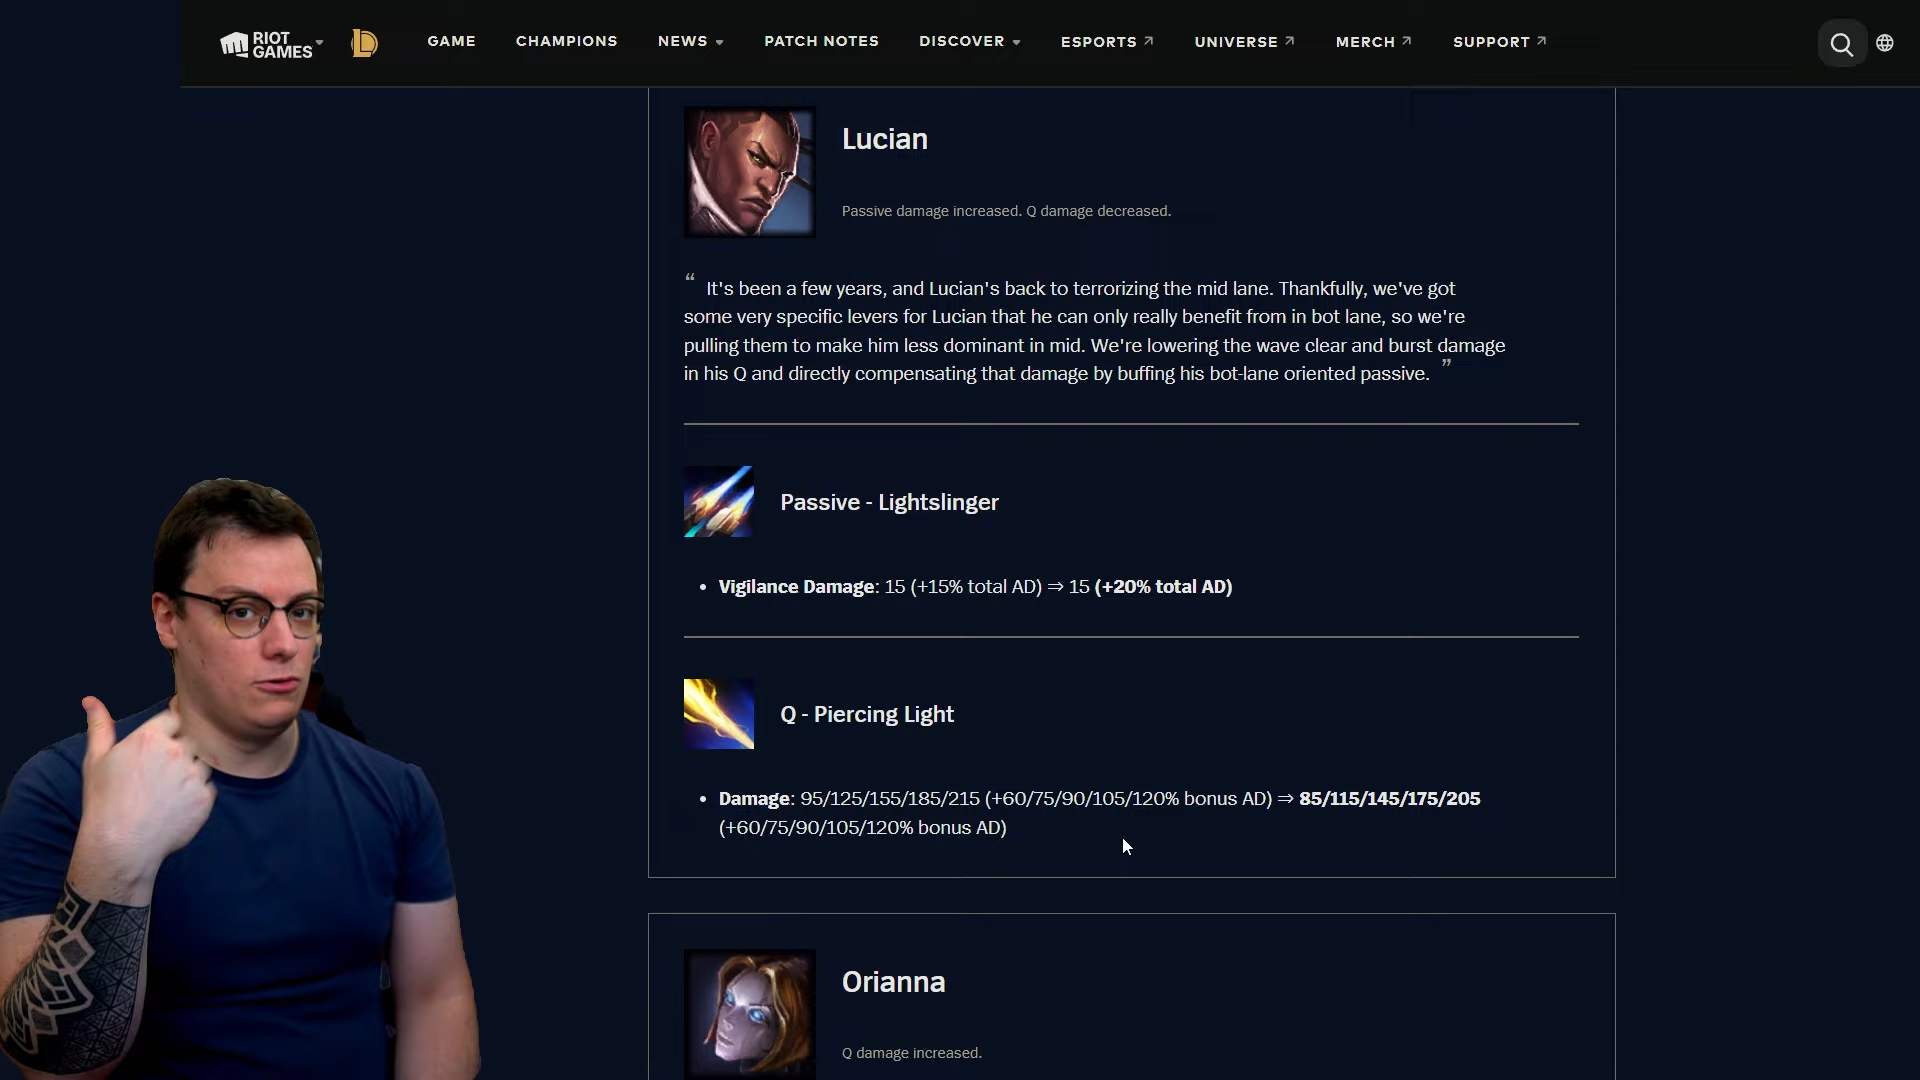 RIOT GAMES
GAME
CHAMPIONS
NEWS
PATCH NOTES
DISCOVER
ESPORTS
UNIVERSE
MERCH
SUPPORT
Lucian
Passive damage increased. Q damage decreased.
“ It's been a few years, and Lucian's back to terrorizing the mid lane. Thankfully, we've got
some very specific levers for Lucian that he can only really benefit from in bot lane, so we're
pulling them to make him less dominant in mid. We're lowering the wave clear and burst damage
in his Q and directly compensating that damage by buffing his bot-lane oriented passive. ”
Passive - Lightslinger
• Vigilance Damage: 15 (+15% total AD) ⇒ 15 (+20% total AD)
Q - Piercing Light
• Damage: 95/125/155/185/215 (+60/75/90/105/120% bonus AD) ⇒ 85/115/145/175/205
(+60/75/90/105/120% bonus AD)
Orianna
Q damage increased.